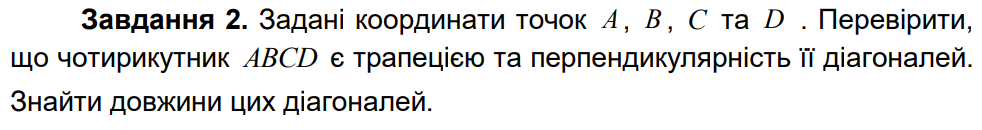 Завдання 2. Задані координати точок A, B, C та D . Перевірити,
що чотирикутник ABCD є трапецією та перпендикулярність її діагоналей.
Знайти довжини цих діагоналей.